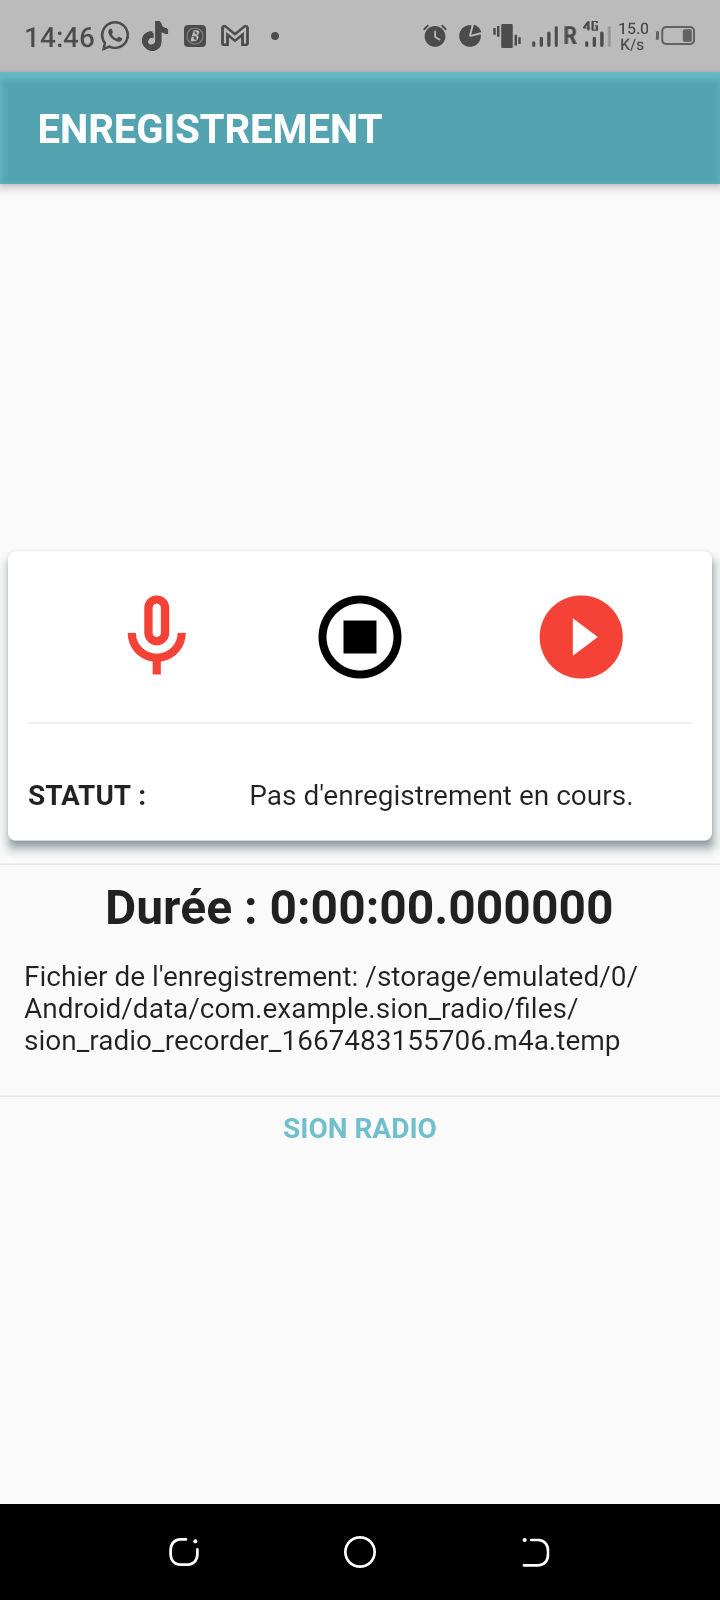 14:46
R 4G 15.0
K/s
ENREGISTREMENT
STATUT : Pas d'enregistrement en cours.
Durée : 0:00:00.000000
Fichier de l'enregistrement: /storage/emulated/0/
Android/data/com.example.sion_radio/files/
sion_radio_recorder_1667483155706.m4a.temp
SION RADIO